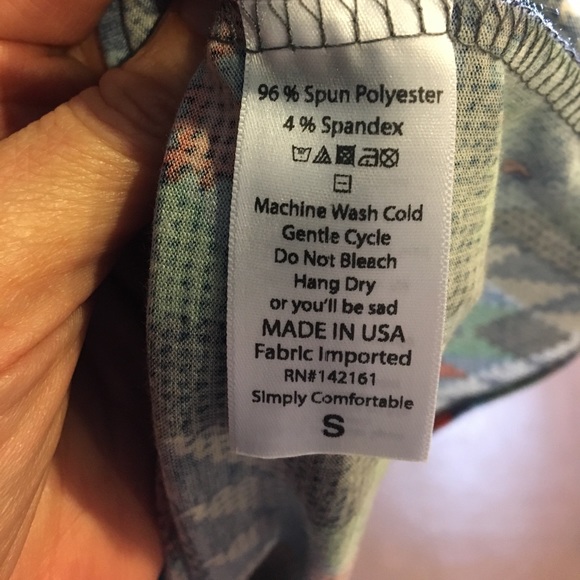 96 % Spun Polyester
4 % Spandex
Machine Wash Cold
Gentle Cycle
Do Not Bleach
Hang Dry
or you'll be sad
MADE IN USA
Fabric Imported
RN#142161
Simply Comfortable
S